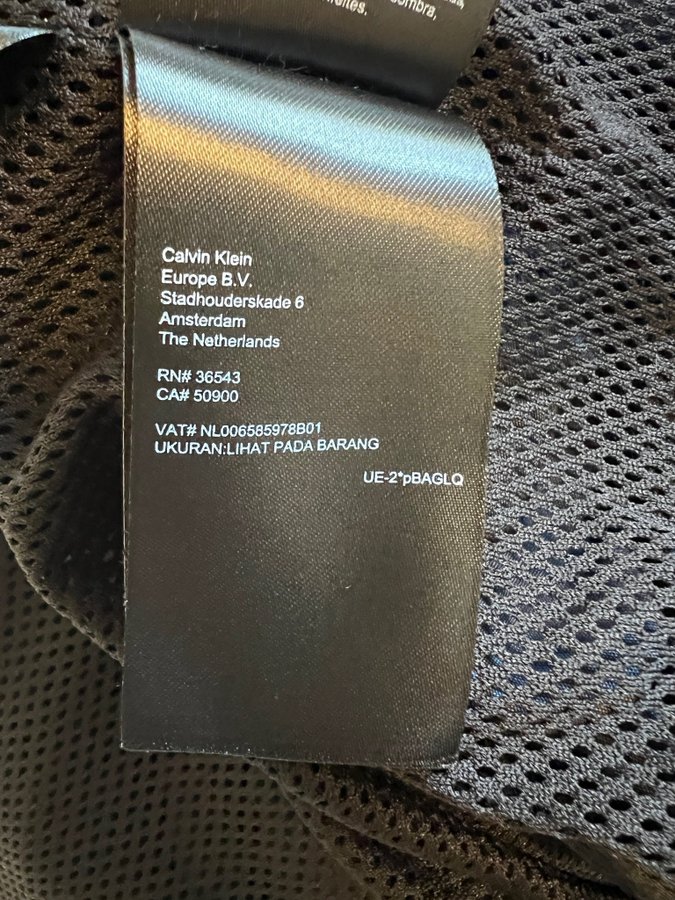 ombra,
Calvin Klein
Europe B.V.
Stadhouderskade 6
Amsterdam
The Netherlands
RN# 36543
CA# 50900
VAT# NL006585978B01
UKURAN:LIHAT PADA BARANG
UE-2*pBAGLQ